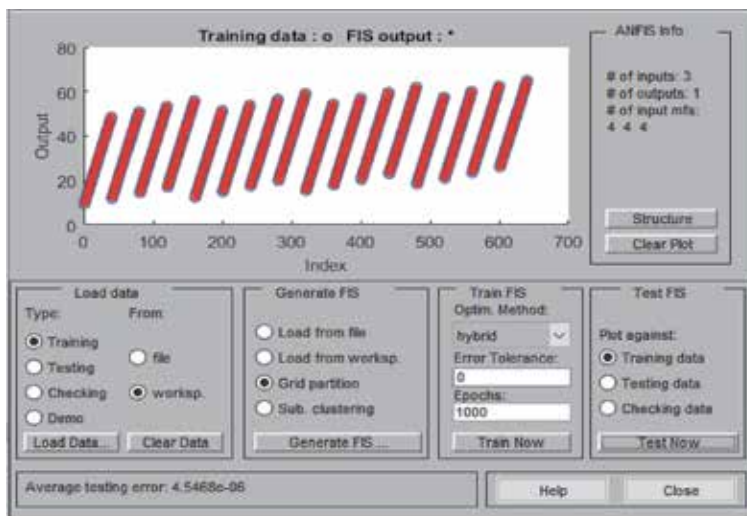 Training data : o FIS output : *
80
60
40
20
0
Output
0 100 200 300 400 500 600 700
Index
ANFIS Info
# of inputs: 3
# of outputs: 1
# of input mfs:
4 4 4
Structure
Clear Plot
Load data
Type: From:
Training
Testing
Checking
Demo
file
worksp.
Load Data...
Clear Data
Generate FIS
Load from file
Load from worksp.
Grid partition
Sub. clustering
Generate FIS ...
Train FIS
Optim. Method:
hybrid
Error Tolerance:
0
Epochs:
1000
Train Now
Test FIS
Plot against:
Training data
Testing data
Checking data
Test Now
Average testing error: 4.5468e-06
Help
Close